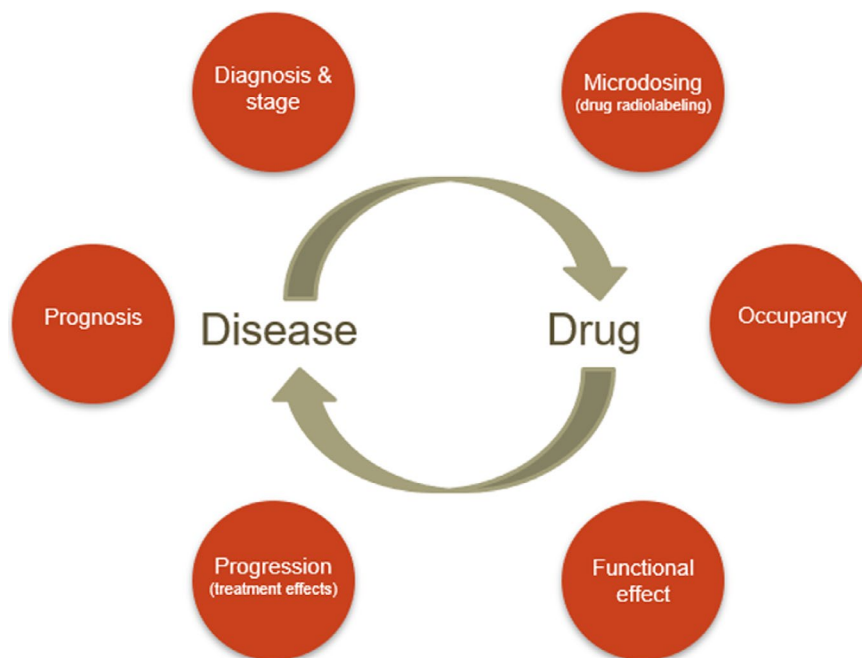 Diagnosis &
stage
Microdosing
(drug radiolabeling)
Prognosis
Disease
Drug
Occupancy
Progression
(treatment effects)
Functional
effect